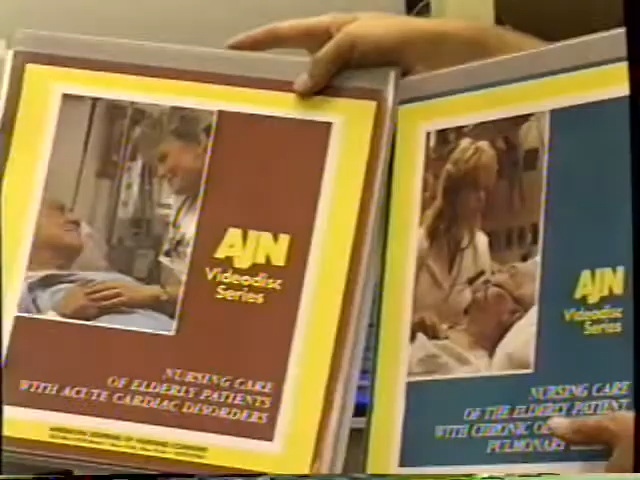 AJN
Videodisc
Series
NURSING CARE
OF ELDERLY PATIENTS
WITH ACUTE CARDIAC DISORDERS
AJN
Videodisc
Series
NURSING CARE
OF THE ELDERLY PATIENT
WITH CHRONIC
PULMONARY